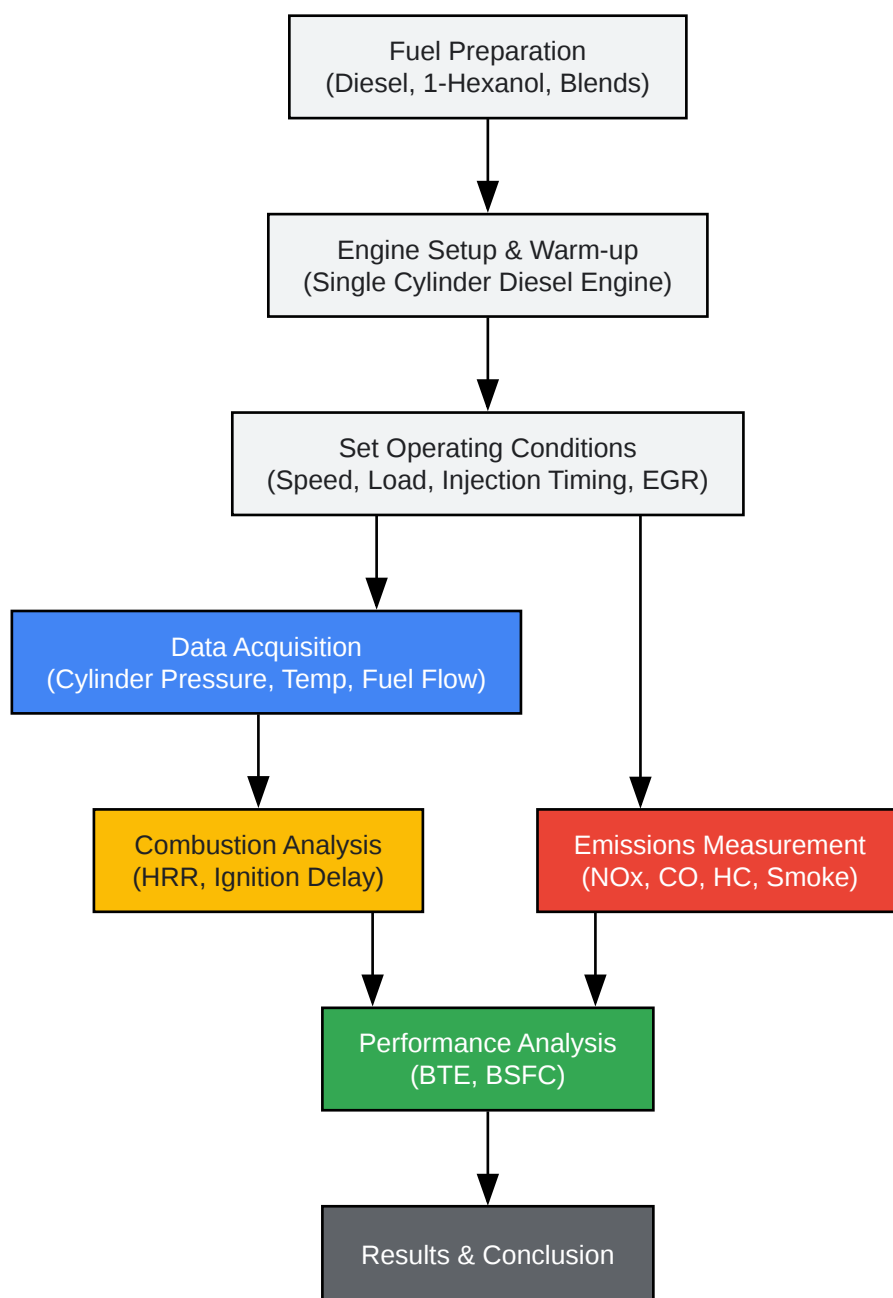 Fuel Preparation
(Diesel, 1-Hexanol, Blends)
Engine Setup & Warm-up
(Single Cylinder Diesel Engine)
Set Operating Conditions
(Speed, Load, Injection Timing, EGR)
Data Acquisition
(Cylinder Pressure, Temp, Fuel Flow)
Combustion Analysis
(HRR, Ignition Delay)
Emissions Measurement
(NOx, CO, HC, Smoke)
Performance Analysis
(BTE, BSFC)
Results & Conclusion